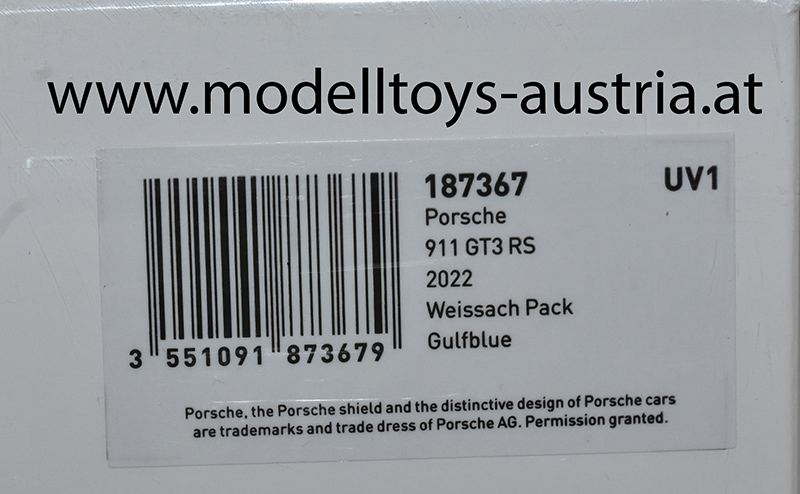 www.modelltoys-austria.at
187367 UV1
Porsche
911 GT3 RS
2022
Weissach Pack
Gulfblue
3 551091 873679
Porsche, the Porsche shield and the distinctive design of Porsche cars
are trademarks and trade dress of Porsche AG. Permission granted.